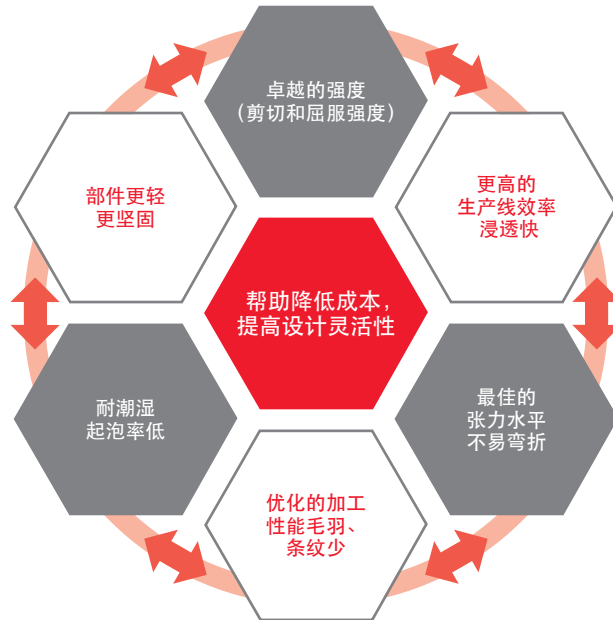 卓越的强度
(剪切和屈服强度)
部件更轻
更坚固
更高的
生产线效率
浸透快
帮助降低成本,
提高设计灵活性
耐潮湿
起泡率低
最佳的
张力水平
不易弯折
优化的加工
性能毛羽、
条纹少